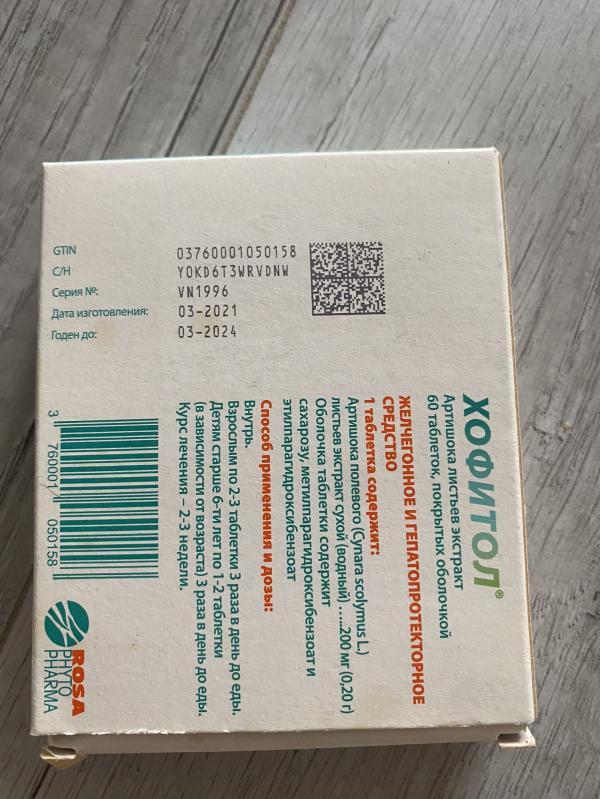 ХОФИТОЛ®
Артишока листьев экстракт
60 таблеток, покрытых оболочкой
ЖЕЛЧЕГОННОЕ И ГЕПАТОПРОТЕКТОРНОЕ
СРЕДСТВО
1 таблетка содержит:
Артишока полевого (Cynara scolymus L.)
листьев экстракт сухой (водный) .....200 мг (0,20 г)
Оболочка таблетки содержит
сахарозу, метилпарагидроксибензоат и
этилпарагидроксибензоат
Способ применения и дозы:
Внутрь.
Взрослым по 2-3 таблетки 3 раза в день до еды.
Детям старше 6-ти лет по 1-2 таблетки
(в зависимости от возраста) 3 раза в день до еды.
Курс лечения – 2-3 недели.
GTIN 03760001050158
С/Н Y0KD6T3WRVDNW
Серия №: VN1996
Дата изготовления: 03-2021
Годен до: 03-2024
3 760001 050158
ROSA
PHYTO
PHARMA